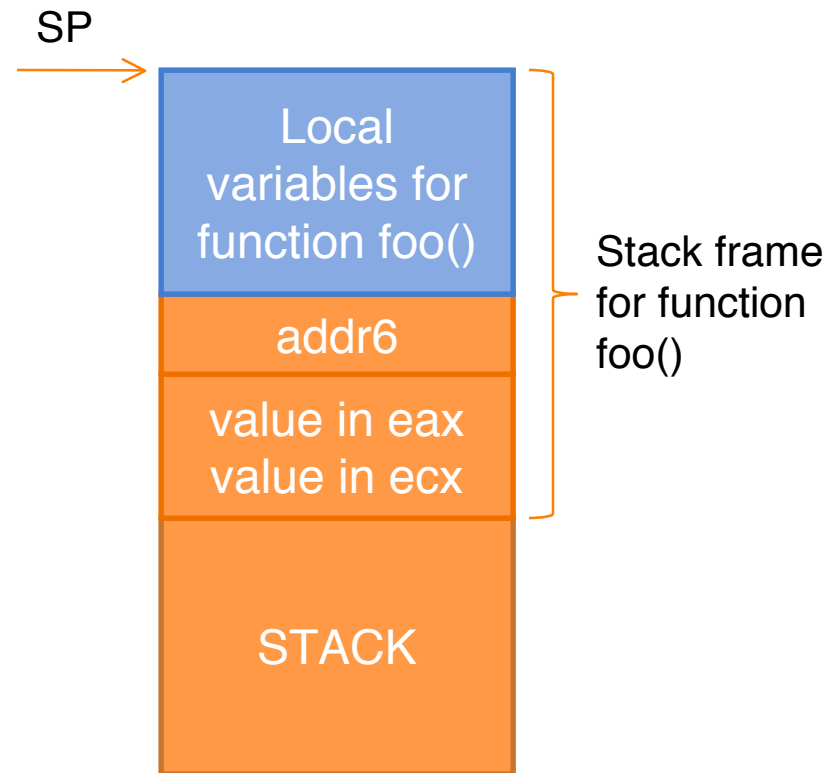 SP
Local
variables for
function foo()
addr6
value in eax
value in ecx
STACK
Stack frame
for function
foo()